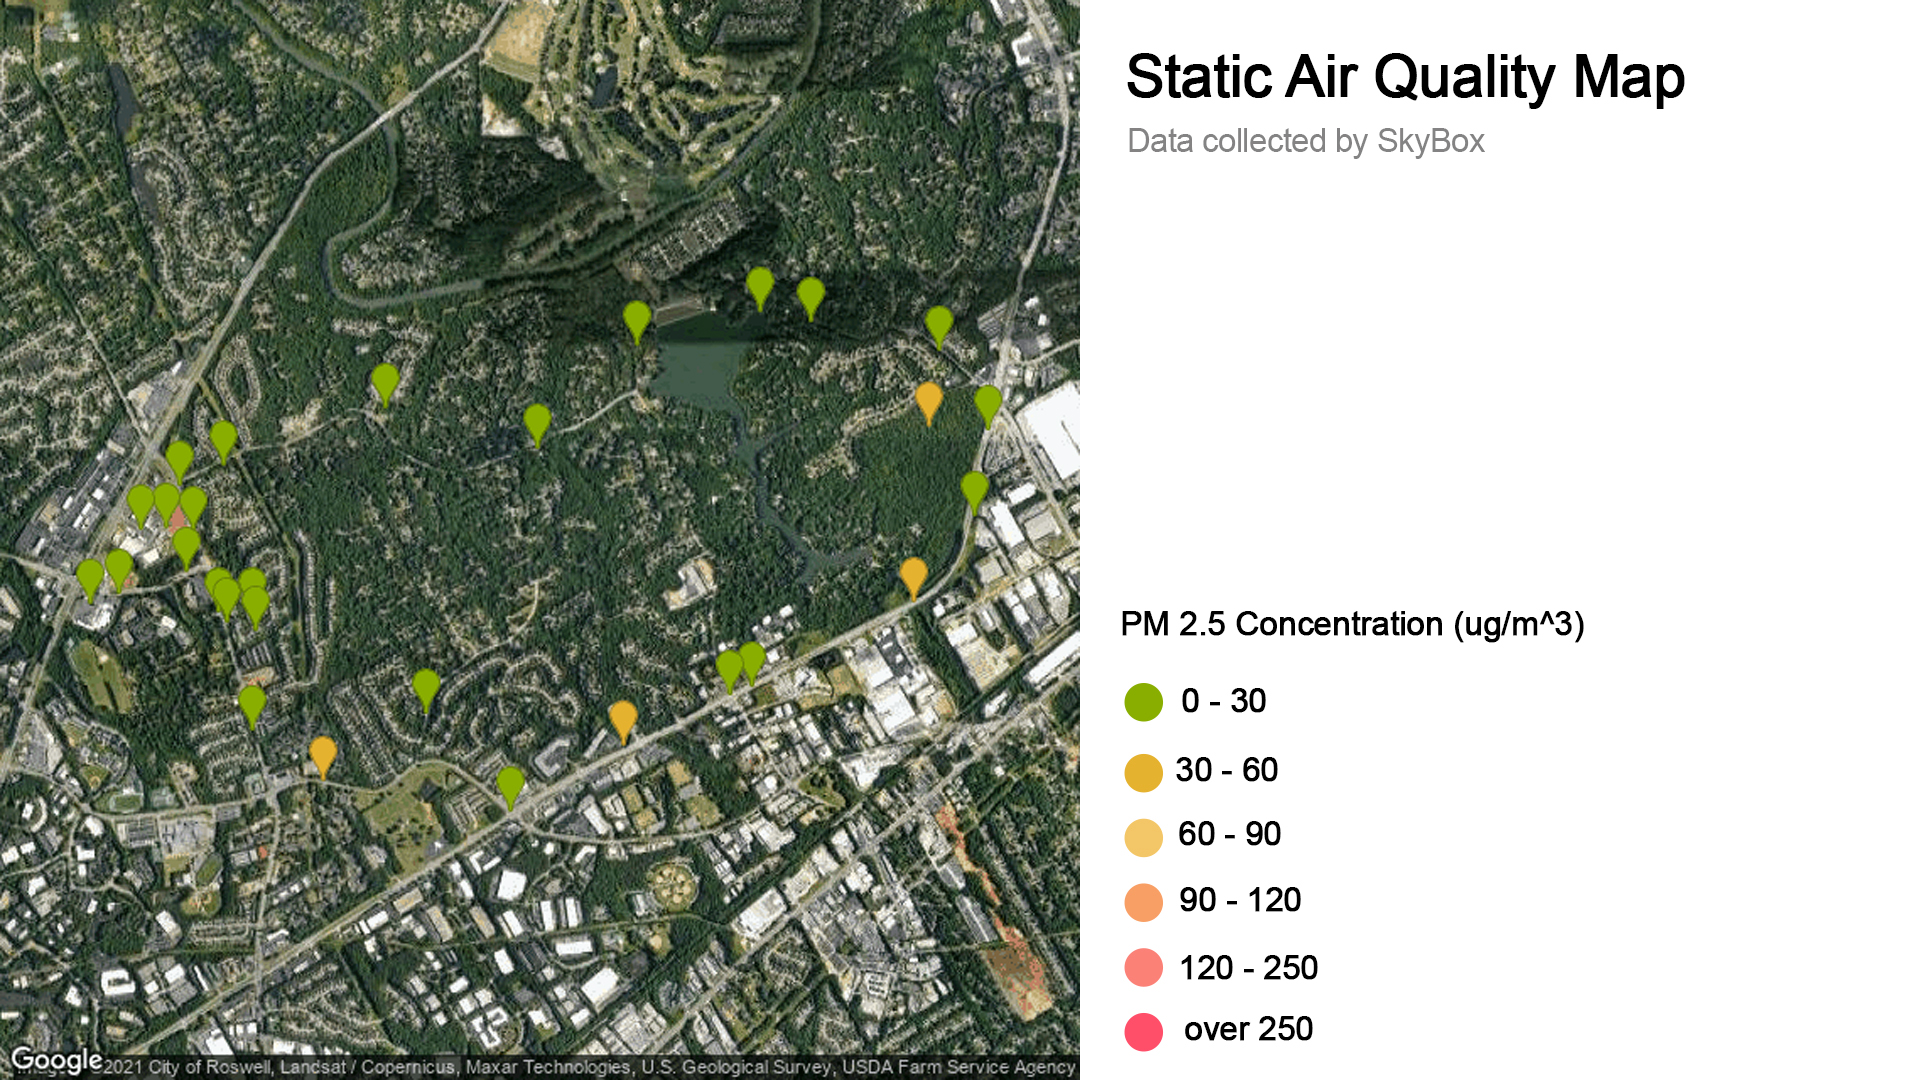 Static Air Quality Map
Data collected by SkyBox
PM 2.5 Concentration (ug/m^3)
0 - 30
30 - 60
60 - 90
90 - 120
120 - 250
over 250
Google
2021 City of Roswell, Landsat / Copernicus, Maxar Technologies, U.S. Geological Survey, USDA Farm Service Agency